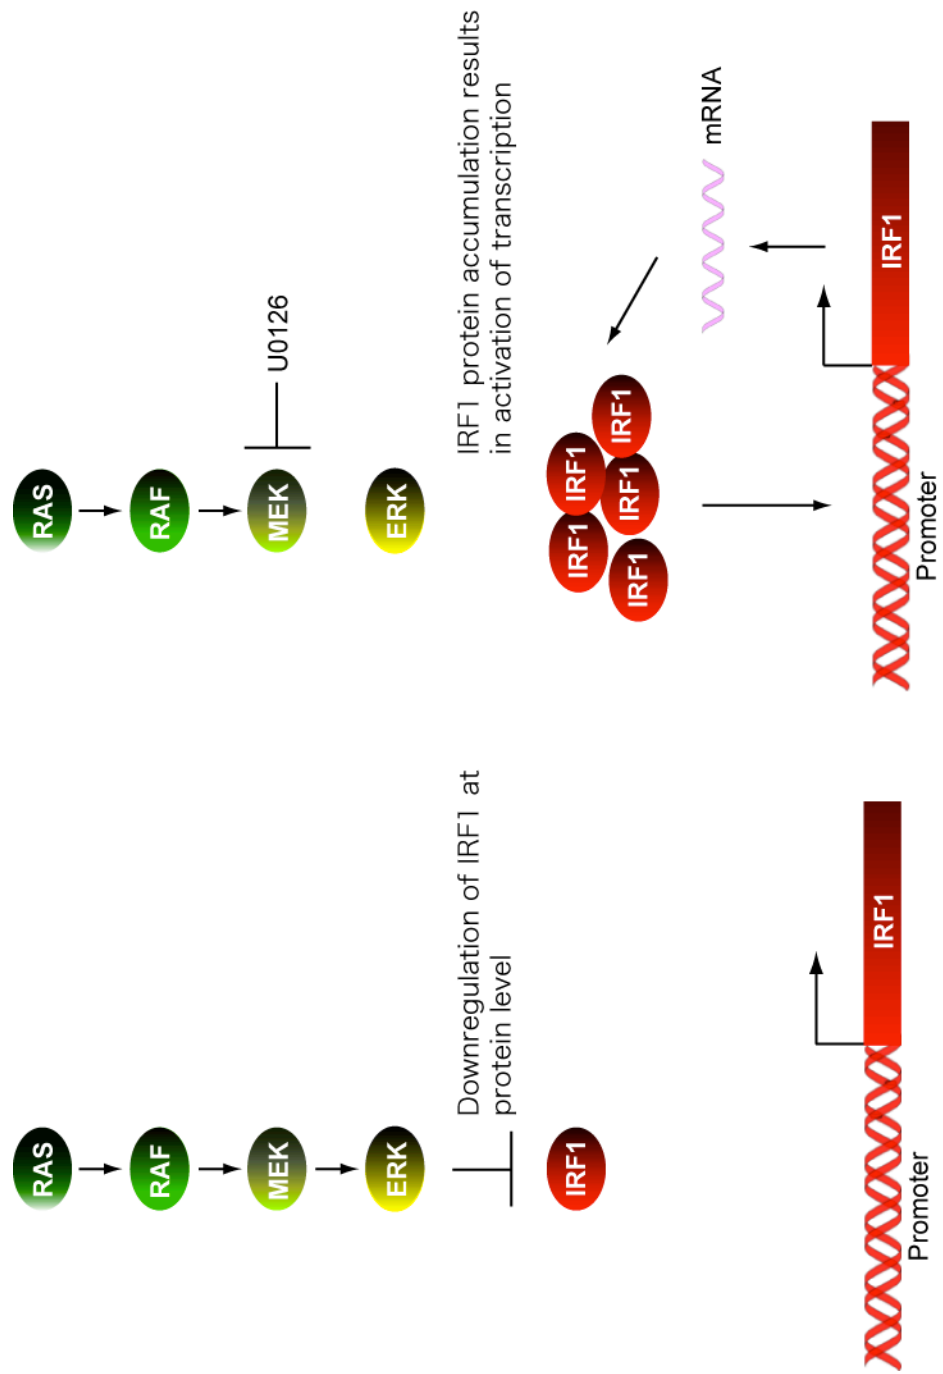 RAS
RAF
MEK
ERK
Downregulation of IRF1 at
protein level
IRF1
IRF1
Promoter
RAS
RAF
MEK
U0126
ERK
IRF1 protein accumulation results
in activation of transcription
IRF1
IRF1
IRF1
IRF1
IRF1
mRNA
IRF1
Promoter